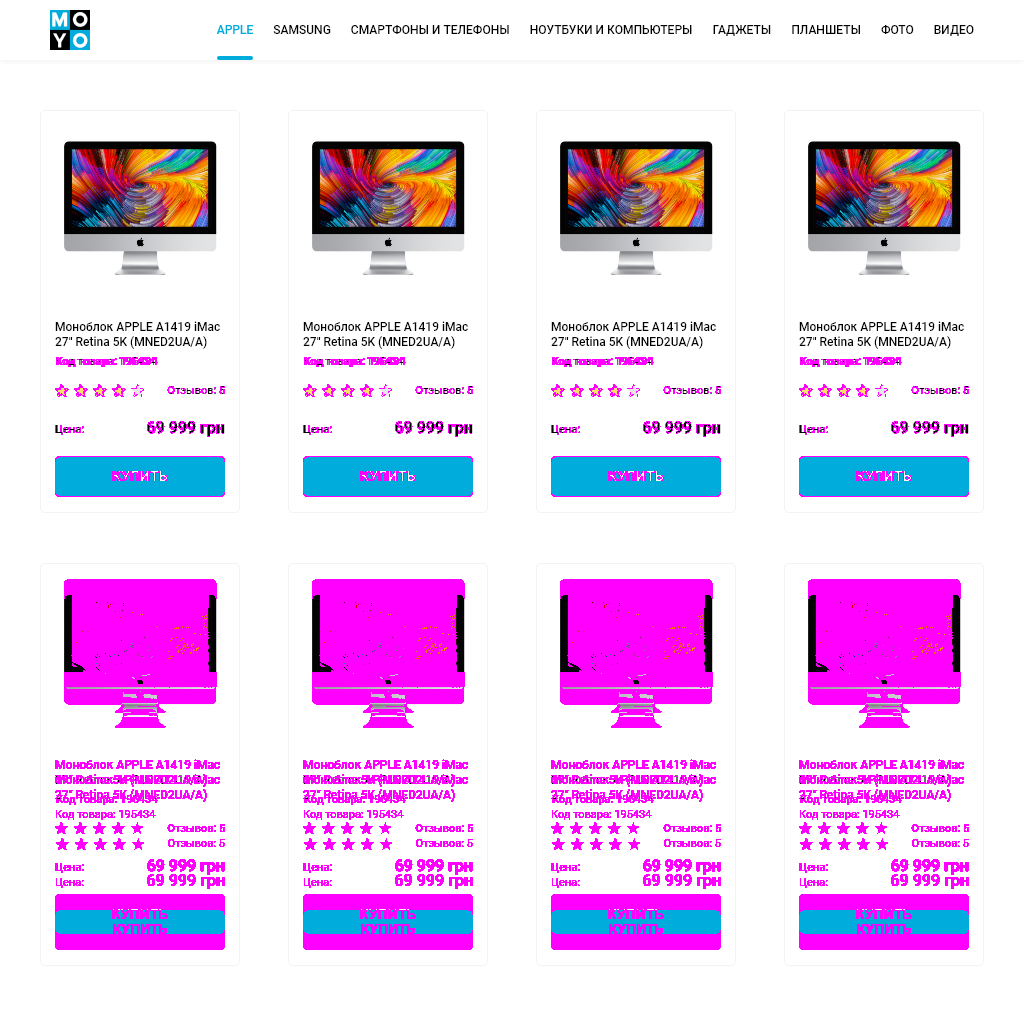 MOYO
APPLE SAMSUNG СМАРТФОНЫ И ТЕЛЕФОНЫ НОУТБУКИ И КОМПЬЮТЕРЫ ГАДЖЕТЫ ПЛАНШЕТЫ ФОТО ВИДЕО
Моноблок APPLE A1419 iMac Моноблок APPLE A1419 iMac Моноблок APPLE A1419 iMac Моноблок APPLE A1419 iMac
27" Retina 5K (MNED2UA/A) 27" Retina 5K (MNED2UA/A) 27" Retina 5K (MNED2UA/A) 27" Retina 5K (MNED2UA/A)
Код товара: 195434 Код товара: 195434 Код товара: 195434 Код товара: 195434
Отзывов: 5 Отзывов: 5 Отзывов: 5 Отзывов: 5
Цена: 69 999 грн Цена: 69 999 грн Цена: 69 999 грн Цена: 69 999 грн
КУПИТЬ КУПИТЬ КУПИТЬ КУПИТЬ
Моноблок APPLE A1419 iMac Моноблок APPLE A1419 iMac Моноблок APPLE A1419 iMac Моноблок APPLE A1419 iMac
27" Retina 5K (MNED2UA/A) 27" Retina 5K (MNED2UA/A) 27" Retina 5K (MNED2UA/A) 27" Retina 5K (MNED2UA/A)
Код товара: 195434 Код товара: 195434 Код товара: 195434 Код товара: 195434
Код товара: 195434 Код товара: 195434 Код товара: 195434 Код товара: 195434
Отзывов: 5 Отзывов: 5 Отзывов: 5 Отзывов: 5
Отзывов: 5 Отзывов: 5 Отзывов: 5 Отзывов: 5
Цена: 69 999 грн Цена: 69 999 грн Цена: 69 999 грн Цена: 69 999 грн
Цена: 69 999 грн Цена: 69 999 грн Цена: 69 999 грн Цена: 69 999 грн
КУПИТЬ КУПИТЬ КУПИТЬ КУПИТЬ
КУПИТЬ КУПИТЬ КУПИТЬ КУПИТЬ